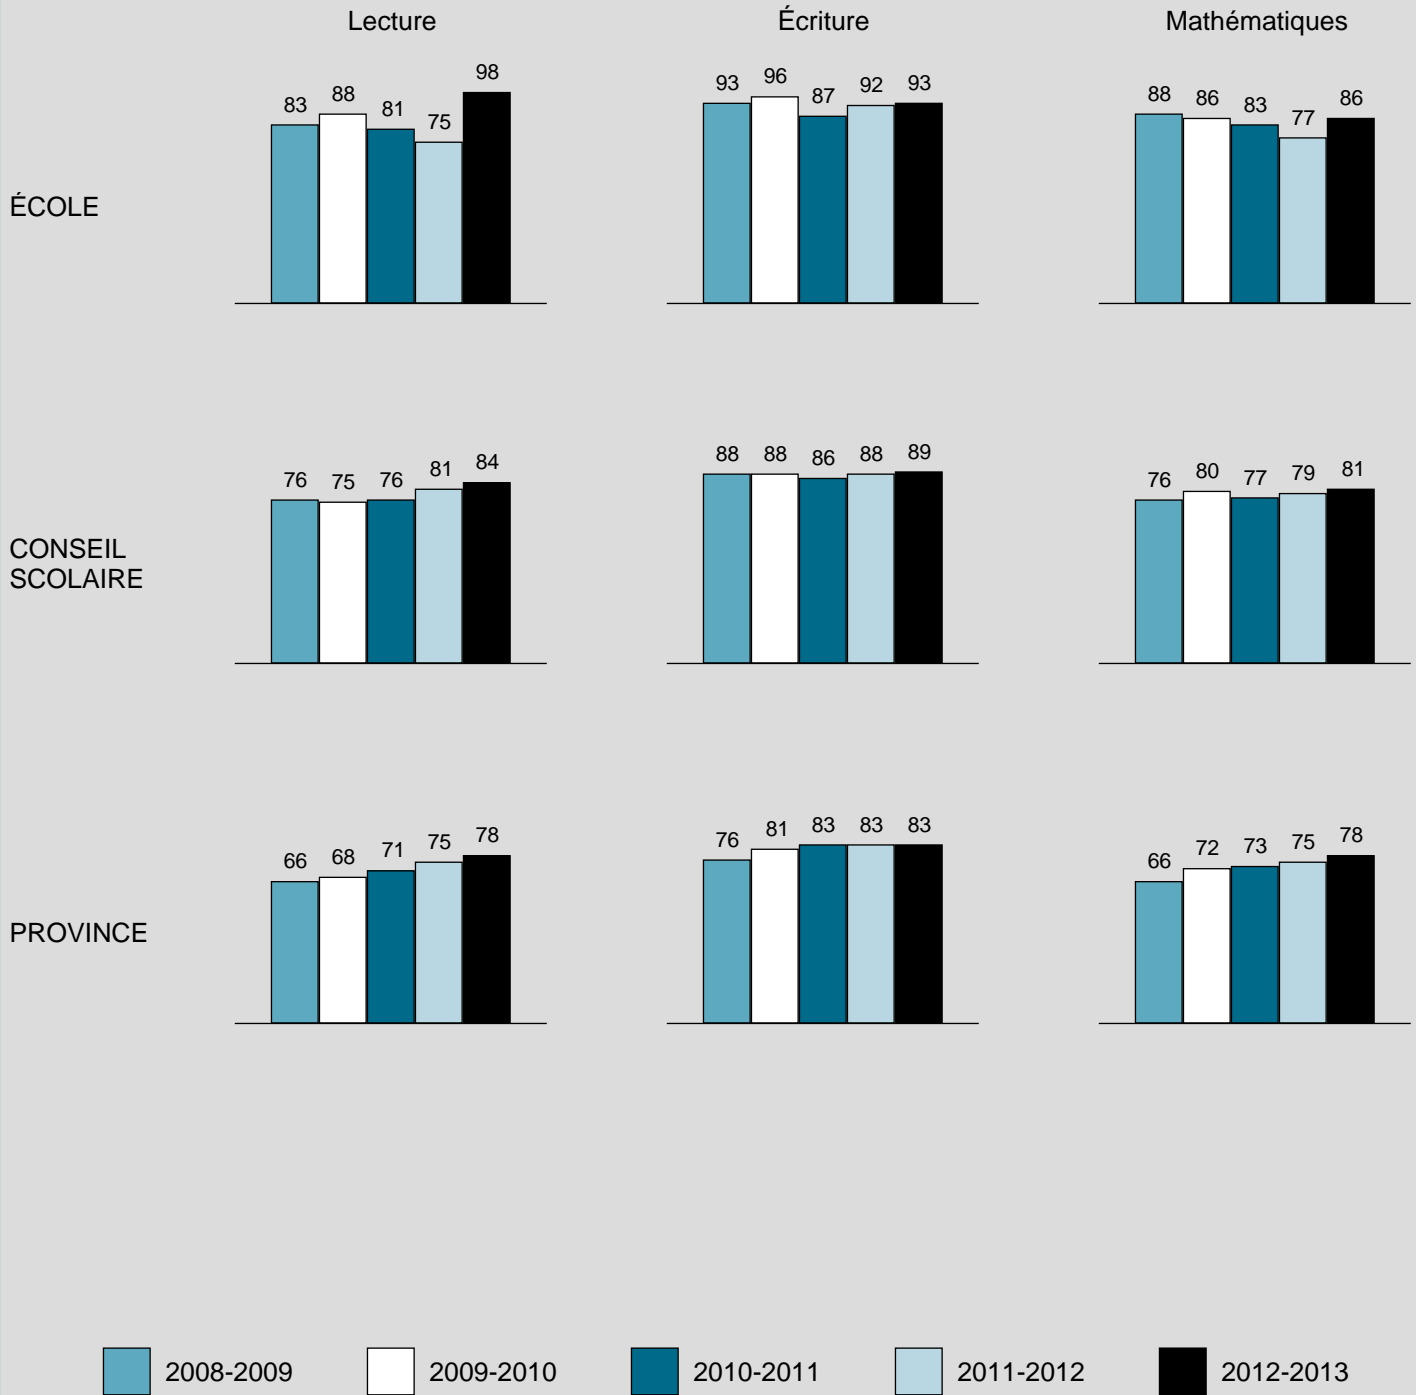 Lecture
Écriture
Mathématiques
ÉCOLE
83 88 81 75 98
93 96 87 92 93
88 86 83 77 86
CONSEIL
SCOLAIRE
76 75 76 81 84
88 88 86 88 89
76 80 77 79 81
PROVINCE
66 68 71 75 78
76 81 83 83 83
66 72 73 75 78
2008-2009
2009-2010
2010-2011
2011-2012
2012-2013